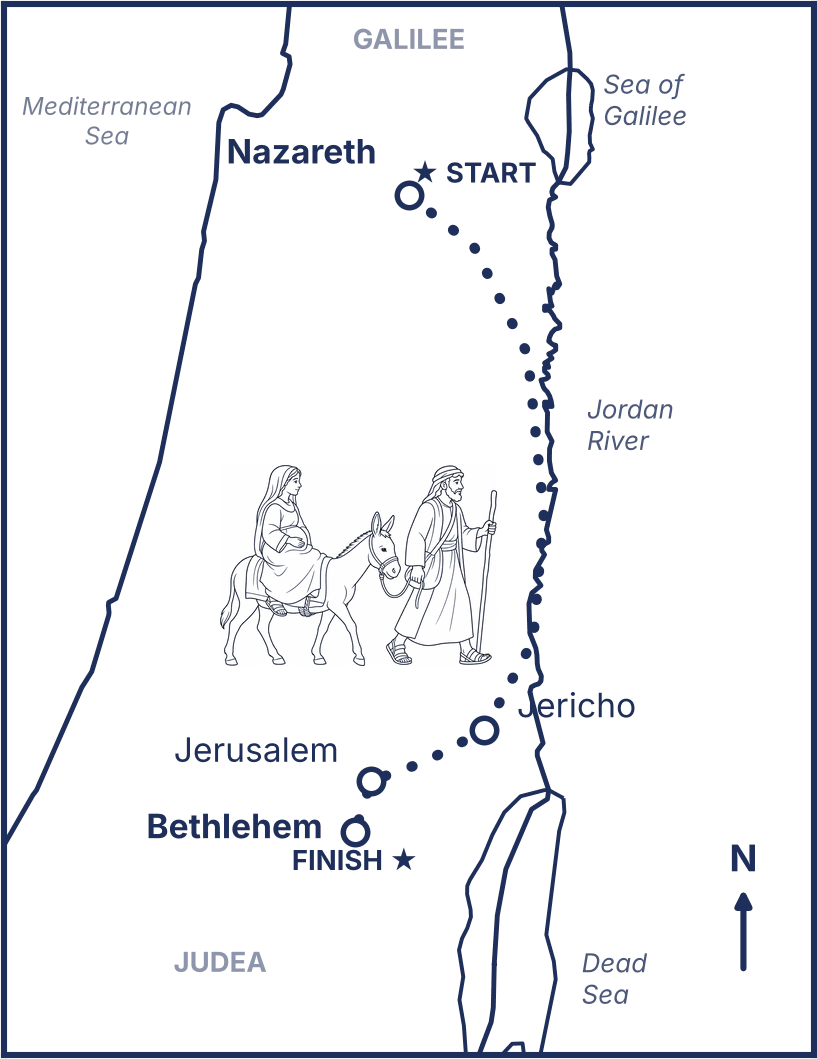 GALILEE
Mediterranean
Sea
Sea of
Galilee
Nazareth
★ START
Jordan
River
Jericho
Jerusalem
Bethlehem
FINISH ★
N
JUDEA
Dead
Sea